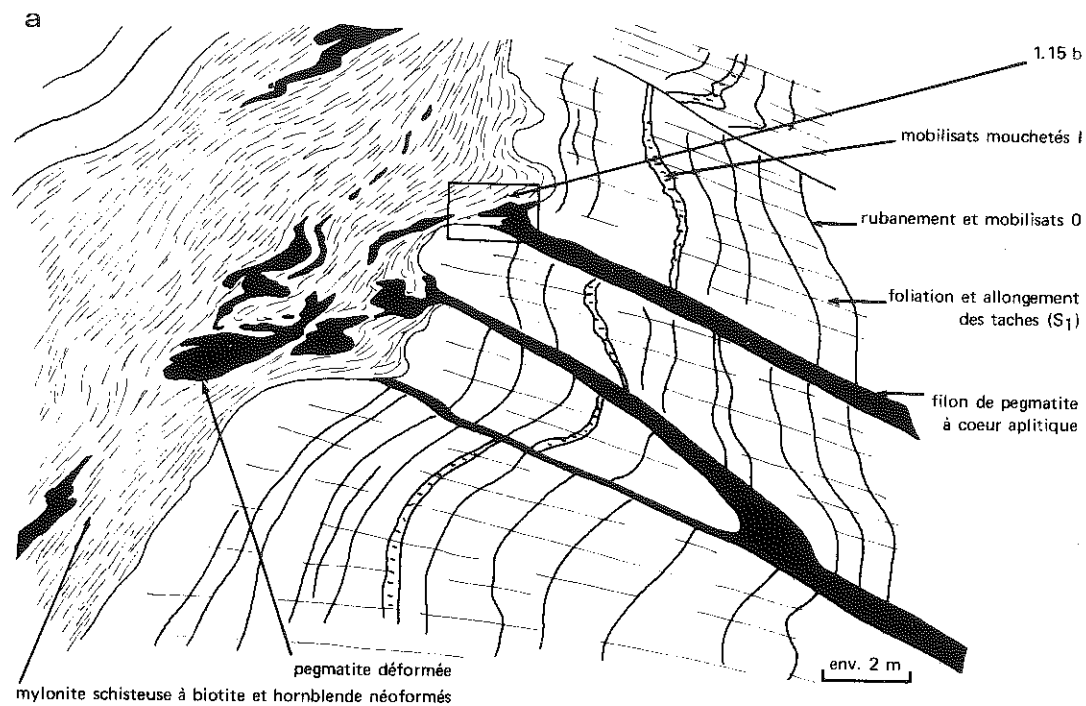 a
1.15 b
mobilisats mouchetés I
rubanement et mobilisats 0
foliation et allongement
des taches (S1)
filon de pegmatite
à coeur aplitique
env. 2 m
pegmatite déformée
mylonite schisteuse à biotite et hornblende néoformés